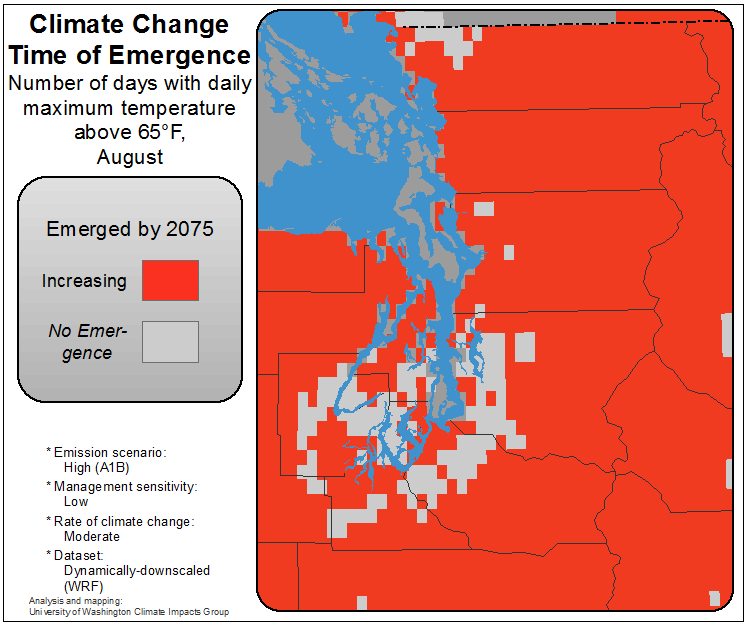 Climate Change
Time of Emergence
Number of days with daily
maximum temperature
above 65°F,
August
Emerged by 2075
Increasing
No Emer-
gence
* Emission scenario:
High (A1B)
* Management sensitivity:
Low
* Rate of climate change:
Moderate
* Dataset:
Dynamically-downscaled
(WRF)
Analysis and mapping:
University of Washington Climate Impacts Group